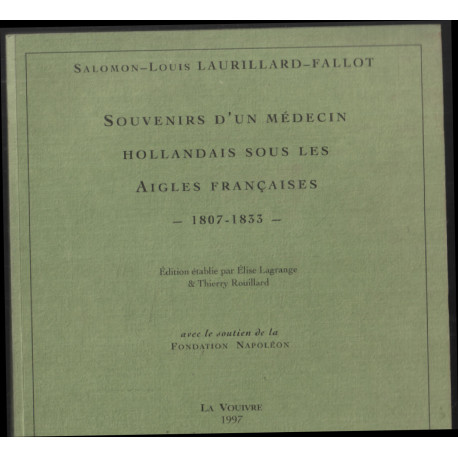 SALOMON–LOUIS LAURILLARD–FALLOT
SOUVENIRS D'UN MÉDECIN
HOLLANDAIS SOUS LES
AIGLES FRANÇAISES
– 1807-1833 –
Édition établie par Élise Lagrange
& Thierry Rouillard
avec le soutien de la
FONDATION NAPOLÉON
LA VOUIVRE
1997